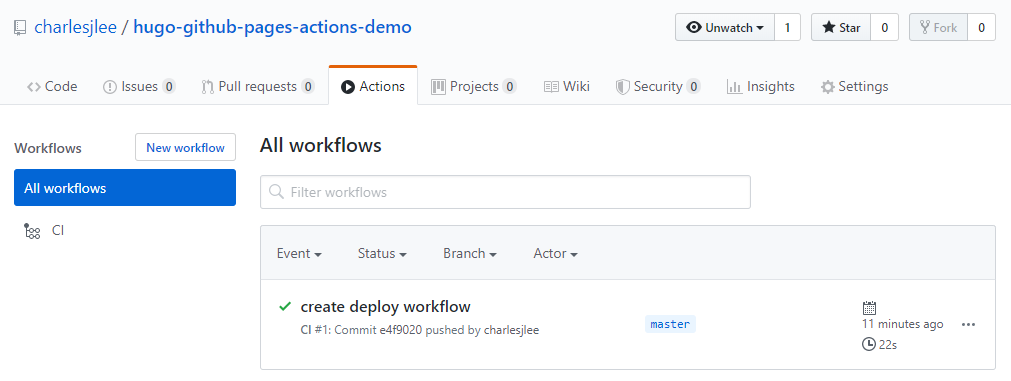 charlesjlee / hugo-github-pages-actions-demo
Unwatch 1 Star 0 Fork 0
Code Issues 0 Pull requests 0 Actions Projects 0 Wiki Security 0 Insights Settings
Workflows New workflow
All workflows
CI
All workflows
Filter workflows
Event Status Branch Actor
create deploy workflow
CI #1: Commit e4f9020 pushed by charlesjlee
master
11 minutes ago
22s